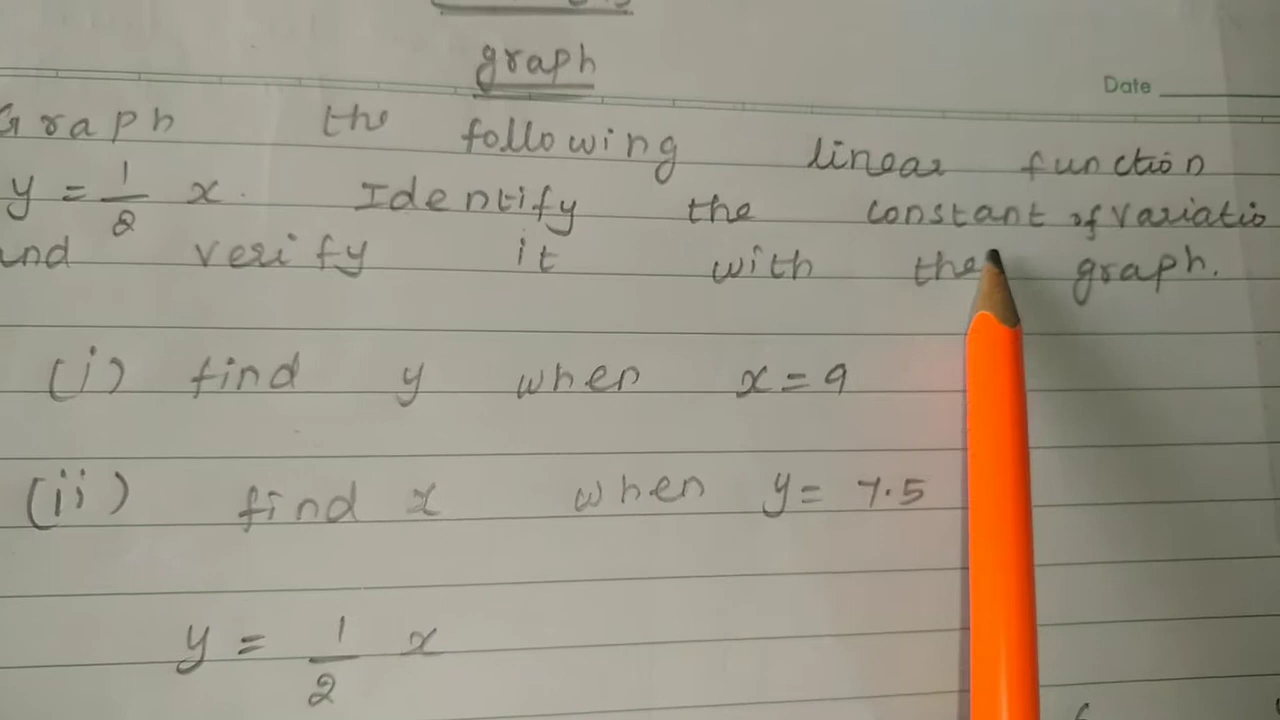 graph
Date
Graph the following linear function
y = 1/2 x. Identify the constant of variatio
and verify it with the graph.
(i) find y when x = 9
(ii) find x when y = 7.5
y = 1/2 x